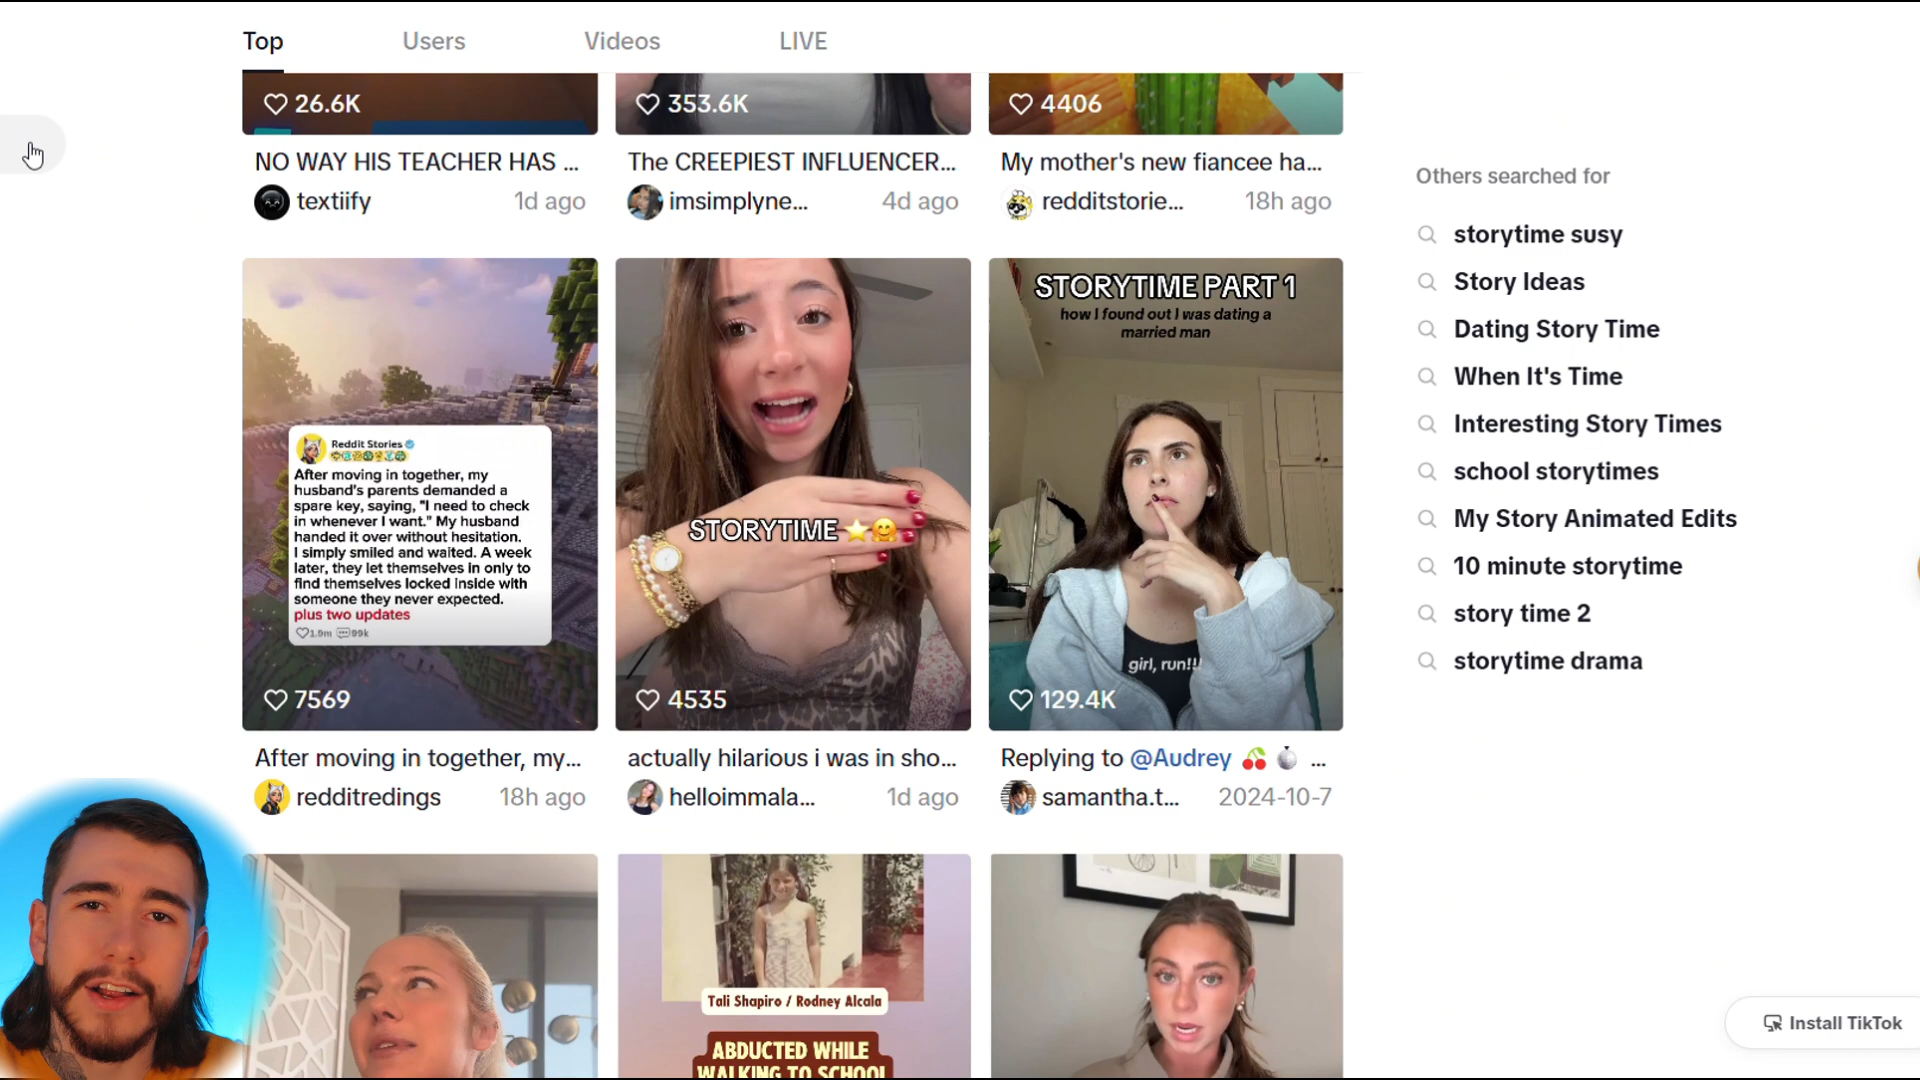 Top
Users
Videos
LIVE
26.6K
353.6K
4406
NO WAY HIS TEACHER HAS ...
The CREEPIEST INFLUENCER...
My mother's new fiancee ha...
textiify
1d ago
imsimplyne...
4d ago
redditstorie...
18h ago
Others searched for
storytime susy
Story Ideas
Dating Story Time
When It's Time
Interesting Story Times
school storytimes
My Story Animated Edits
10 minute storytime
story time 2
storytime drama
Reddit Stories
After moving in together, my
husband's parents demanded a
spare key, saying, "I need to check
in whenever I want." My husband
handed it over without hesitation.
I simply smiled and waited. A week
later, they let themselves in only to
find themselves locked inside with
someone they never expected.
plus two updates
1.9m
99k
7569
STORYTIME ⭐🤗
4535
STORYTIME PART 1
how I found out I was dating a
married man
girl, run!!!
129.4K
After moving in together, my...
actually hilarious i was in sho...
Replying to @Audrey 🍒 🪩 ...
redditredings
18h ago
helloimmala...
1d ago
samantha.t...
2024-10-7
Tali Shapiro / Rodney Alcala
ABDUCTED WHILE
WALKING TO SCHOOL
Install TikTok